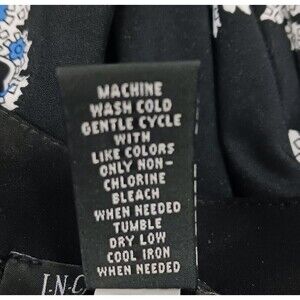 MACHINE
WASH COLD
GENTLE CYCLE
WITH
LIKE COLORS
ONLY NON-
CHLORINE
BLEACH
WHEN NEEDED
TUMBLE
DRY LOW
COOL IRON
WHEN NEEDED
I.N.C